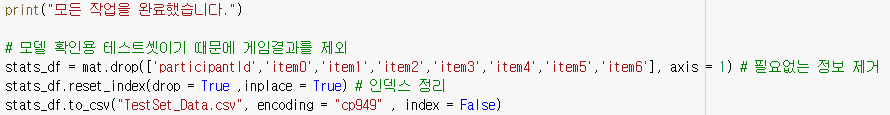 print("모든 작업을 완료했습니다.")
# 모델 확인용 테스트셋이기 때문에 게임결과를 제외
stats_df = mat.drop(['participantId','item0','item1','item2','item3','item4','item5','item6'], axis = 1) # 필요없는 정보 제거
stats_df.reset_index(drop = True ,inplace = True) # 인덱스 정리
stats_df.to_csv("TestSet_Data.csv", encoding = "cp949" , index = False)